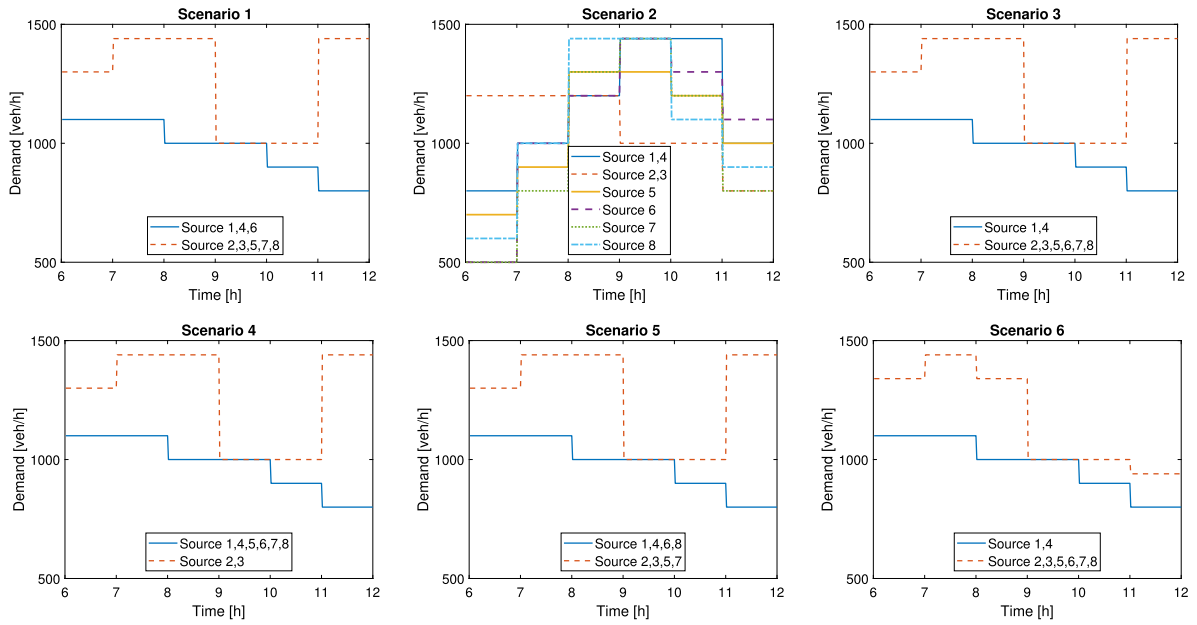 Scenario 1
Demand [veh/h]
1500
1000
500
Source 1,4,6
Source 2,3,5,7,8
6 7 8 9 10 11 12
Time [h]
Scenario 2
Demand [veh/h]
1500
1000
500
Source 1,4
Source 2,3
Source 5
Source 6
Source 7
Source 8
6 7 8 9 10 11 12
Time [h]
Scenario 3
Demand [veh/h]
1500
1000
500
Source 1,4
Source 2,3,5,6,7,8
6 7 8 9 10 11 12
Time [h]
Scenario 4
Demand [veh/h]
1500
1000
500
Source 1,4,5,6,7,8
Source 2,3
6 7 8 9 10 11 12
Time [h]
Scenario 5
Demand [veh/h]
1500
1000
500
Source 1,4,6,8
Source 2,3,5,7
6 7 8 9 10 11 12
Time [h]
Scenario 6
Demand [veh/h]
1500
1000
500
Source 1,4
Source 2,3,5,6,7,8
6 7 8 9 10 11 12
Time [h]